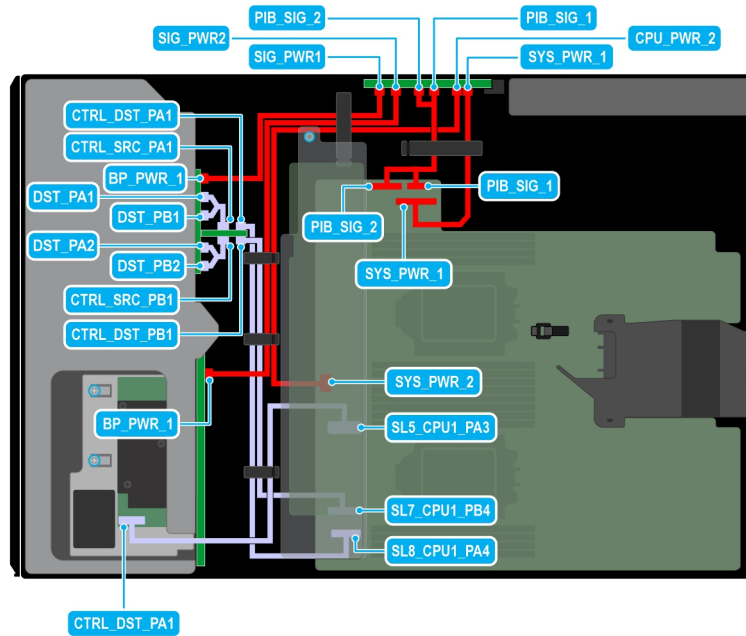 PIB_SIG_2
PIB_SIG_1
SIG_PWR2
CPU_PWR_2
SIG_PWR1
SYS_PWR_1
CTRL_DST_PA1
CTRL_SRC_PA1
BP_PWR_1
DST_PA1
DST_PB1
DST_PA2
DST_PB2
CTRL_SRC_PB1
CTRL_DST_PB1
PIB_SIG_1
PIB_SIG_2
SYS_PWR_1
SYS_PWR_2
BP_PWR_1
SL5_CPU1_PA3
SL7_CPU1_PB4
SL8_CPU1_PA4
CTRL_DST_PA1